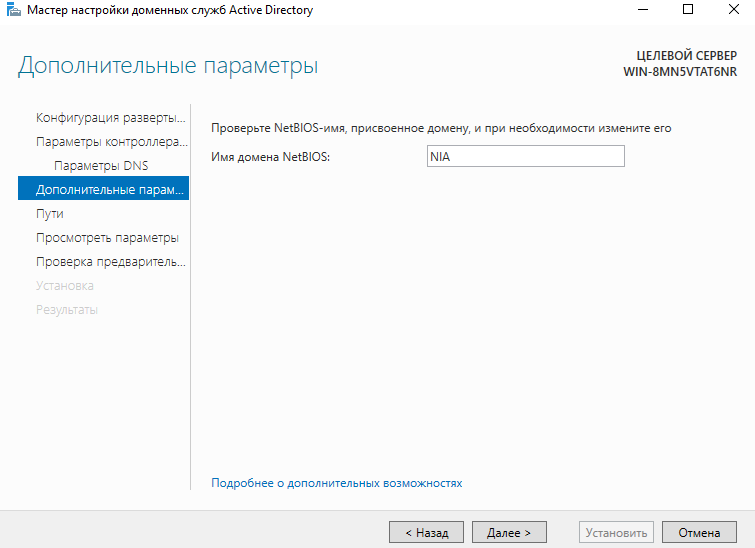 Мастер настройки доменных служб Active Directory
Дополнительные параметры
ЦЕЛЕВОЙ СЕРВЕР
WIN-8MN5VTAT6NR
Конфигурация разверты...
Параметры контроллера...
Параметры DNS
Дополнительные парам...
Пути
Просмотреть параметры
Проверка предваритель...
Установка
Результаты
Проверьте NetBIOS-имя, присвоенное домену, и при необходимости измените его
Имя домена NetBIOS:
NIA
Подробнее о дополнительных возможностях
< Назад
Далее >
Установить
Отмена